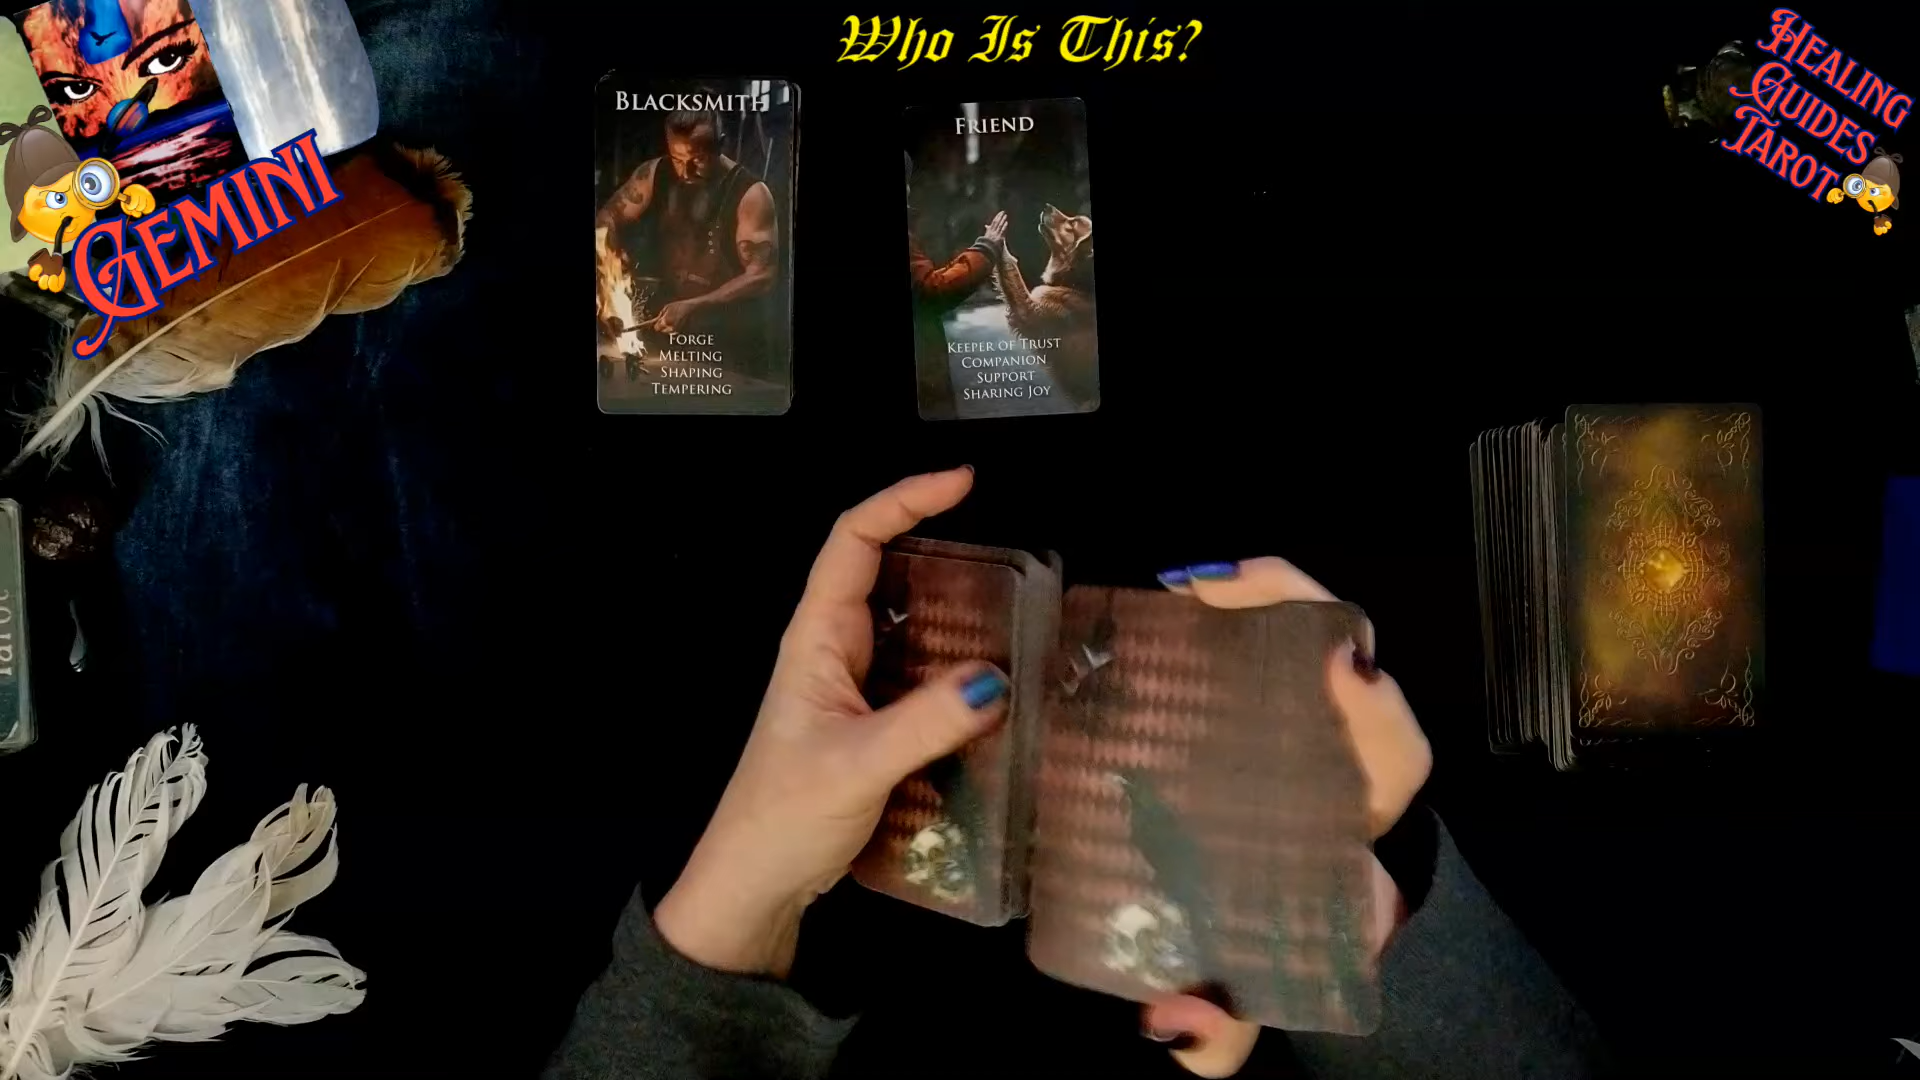 Who Is This?
GEMINI
HEALING
GUIDES
TAROT
BLACKSMITH
FORGE
MELTING
SHAPING
TEMPERING
FRIEND
KEEPER OF TRUST
COMPANION
SUPPORT
SHARING JOY
Tarot